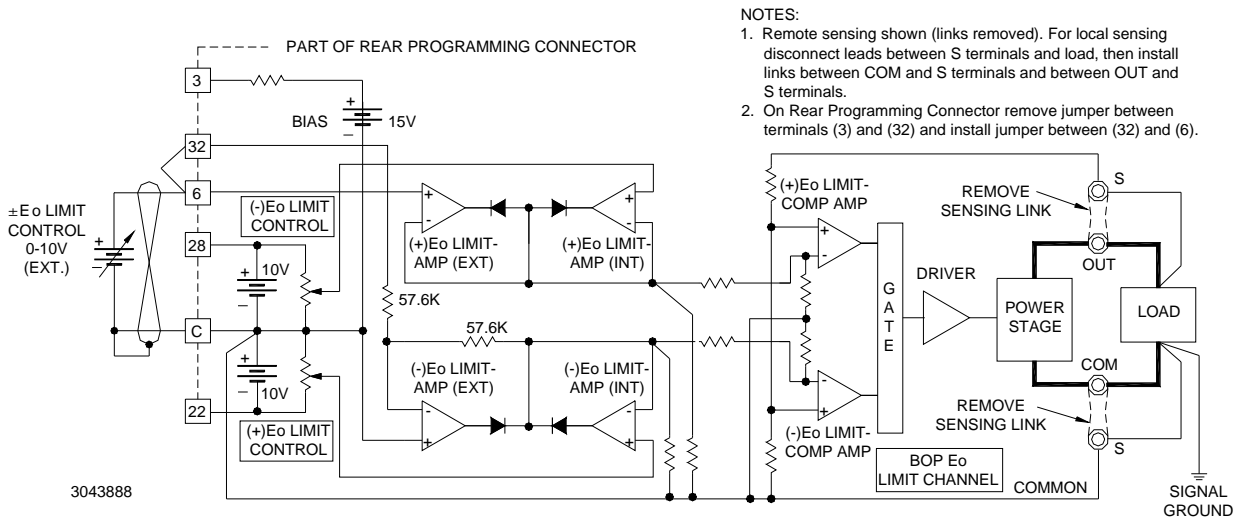 NOTES:
1. Remote sensing shown (links removed). For local sensing
disconnect leads between S terminals and load, then install
links between COM and S terminals and between OUT and
S terminals.
2. On Rear Programming Connector remove jumper between
terminals (3) and (32) and install jumper between (32) and (6).
PART OF REAR PROGRAMMING CONNECTOR
3
+
BIAS
15V
–
32
6
±Eo LIMIT
CONTROL
0-10V
(EXT.)
+
–
(-)Eo LIMIT
CONTROL
28
+
10V
–
C
+
10V
–
22
(+)Eo LIMIT
CONTROL
+
-
(+)Eo LIMIT-
AMP (EXT)
+
-
(+)Eo LIMIT-
AMP (INT)
57.6K
57.6K
(-)Eo LIMIT-
AMP (EXT)
-
+
(-)Eo LIMIT-
AMP (INT)
-
+
(+)Eo LIMIT-
COMP AMP
+
-
-
+
(-)Eo LIMIT-
COMP AMP
G
A
T
E
DRIVER
POWER
STAGE
REMOVE
SENSING LINK
S
OUT
LOAD
COM
REMOVE
SENSING LINK
S
BOP Eo
LIMIT CHANNEL
COMMON
SIGNAL
GROUND
3043888